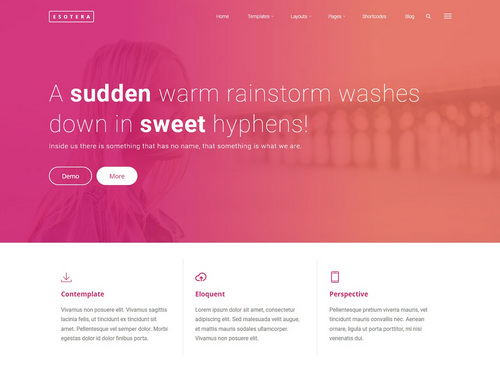 ESOTERA
Home Templates Layouts Pages Shortcodes Blog
A sudden warm rainstorm washes
down in sweet hyphens!
Inside us there is something that has no name, that something is what we are.
Demo More
Contemplate
Vivamus non posuere elit. Vivamus sagittis
lacinia felis, ut tincidunt ex tincidunt sit
amet. Pellentesque vel semper dolor. Morbi
egestas dolor id dolor finibus porta.
Eloquent
Lorem ipsum dolor sit amet, consectetur
adipiscing elit. Sed malesuada velit augue,
et mattis mauris sodales ullamcorper.
Vivamus non posuere elit.
Perspective
Pellentesque pretium viverra mauris, vel
tincidunt mauris convallis nec. Aenean
ornare, ligula ut porta porttitor, mi nisi
venenatis dui.